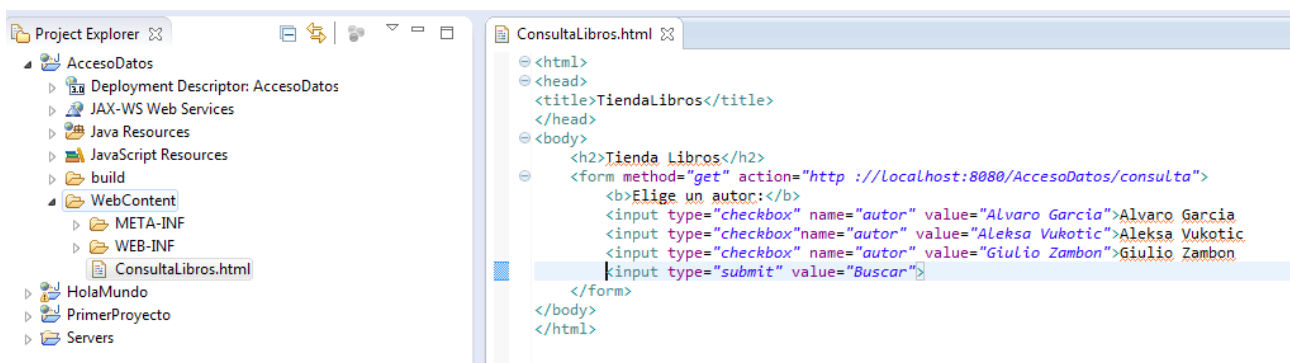 Project Explorer
AccesoDatos
3.0 Deployment Descriptor: AccesoDatos
JAX-WS Web Services
Java Resources
JavaScript Resources
build
WebContent
META-INF
WEB-INF
ConsultaLibros.html
HolaMundo
PrimerProyecto
Servers
ConsultaLibros.html
<html>
<head>
<title>TiendaLibros</title>
</head>
<body>
<h2>Tienda Libros</h2>
<form method="get" action="http ://localhost:8080/AccesoDatos/consulta">
<b>Elige un autor:</b>
<input type="checkbox" name="autor" value="Alvaro Garcia">Alvaro Garcia
<input type="checkbox"name="autor" value="Aleksa Vukotic">Aleksa Vukotic
<input type="checkbox" name="autor" value="Giulio Zambon">Giulio Zambon
<input type="submit" value="Buscar">
</form>
</body>
</html>